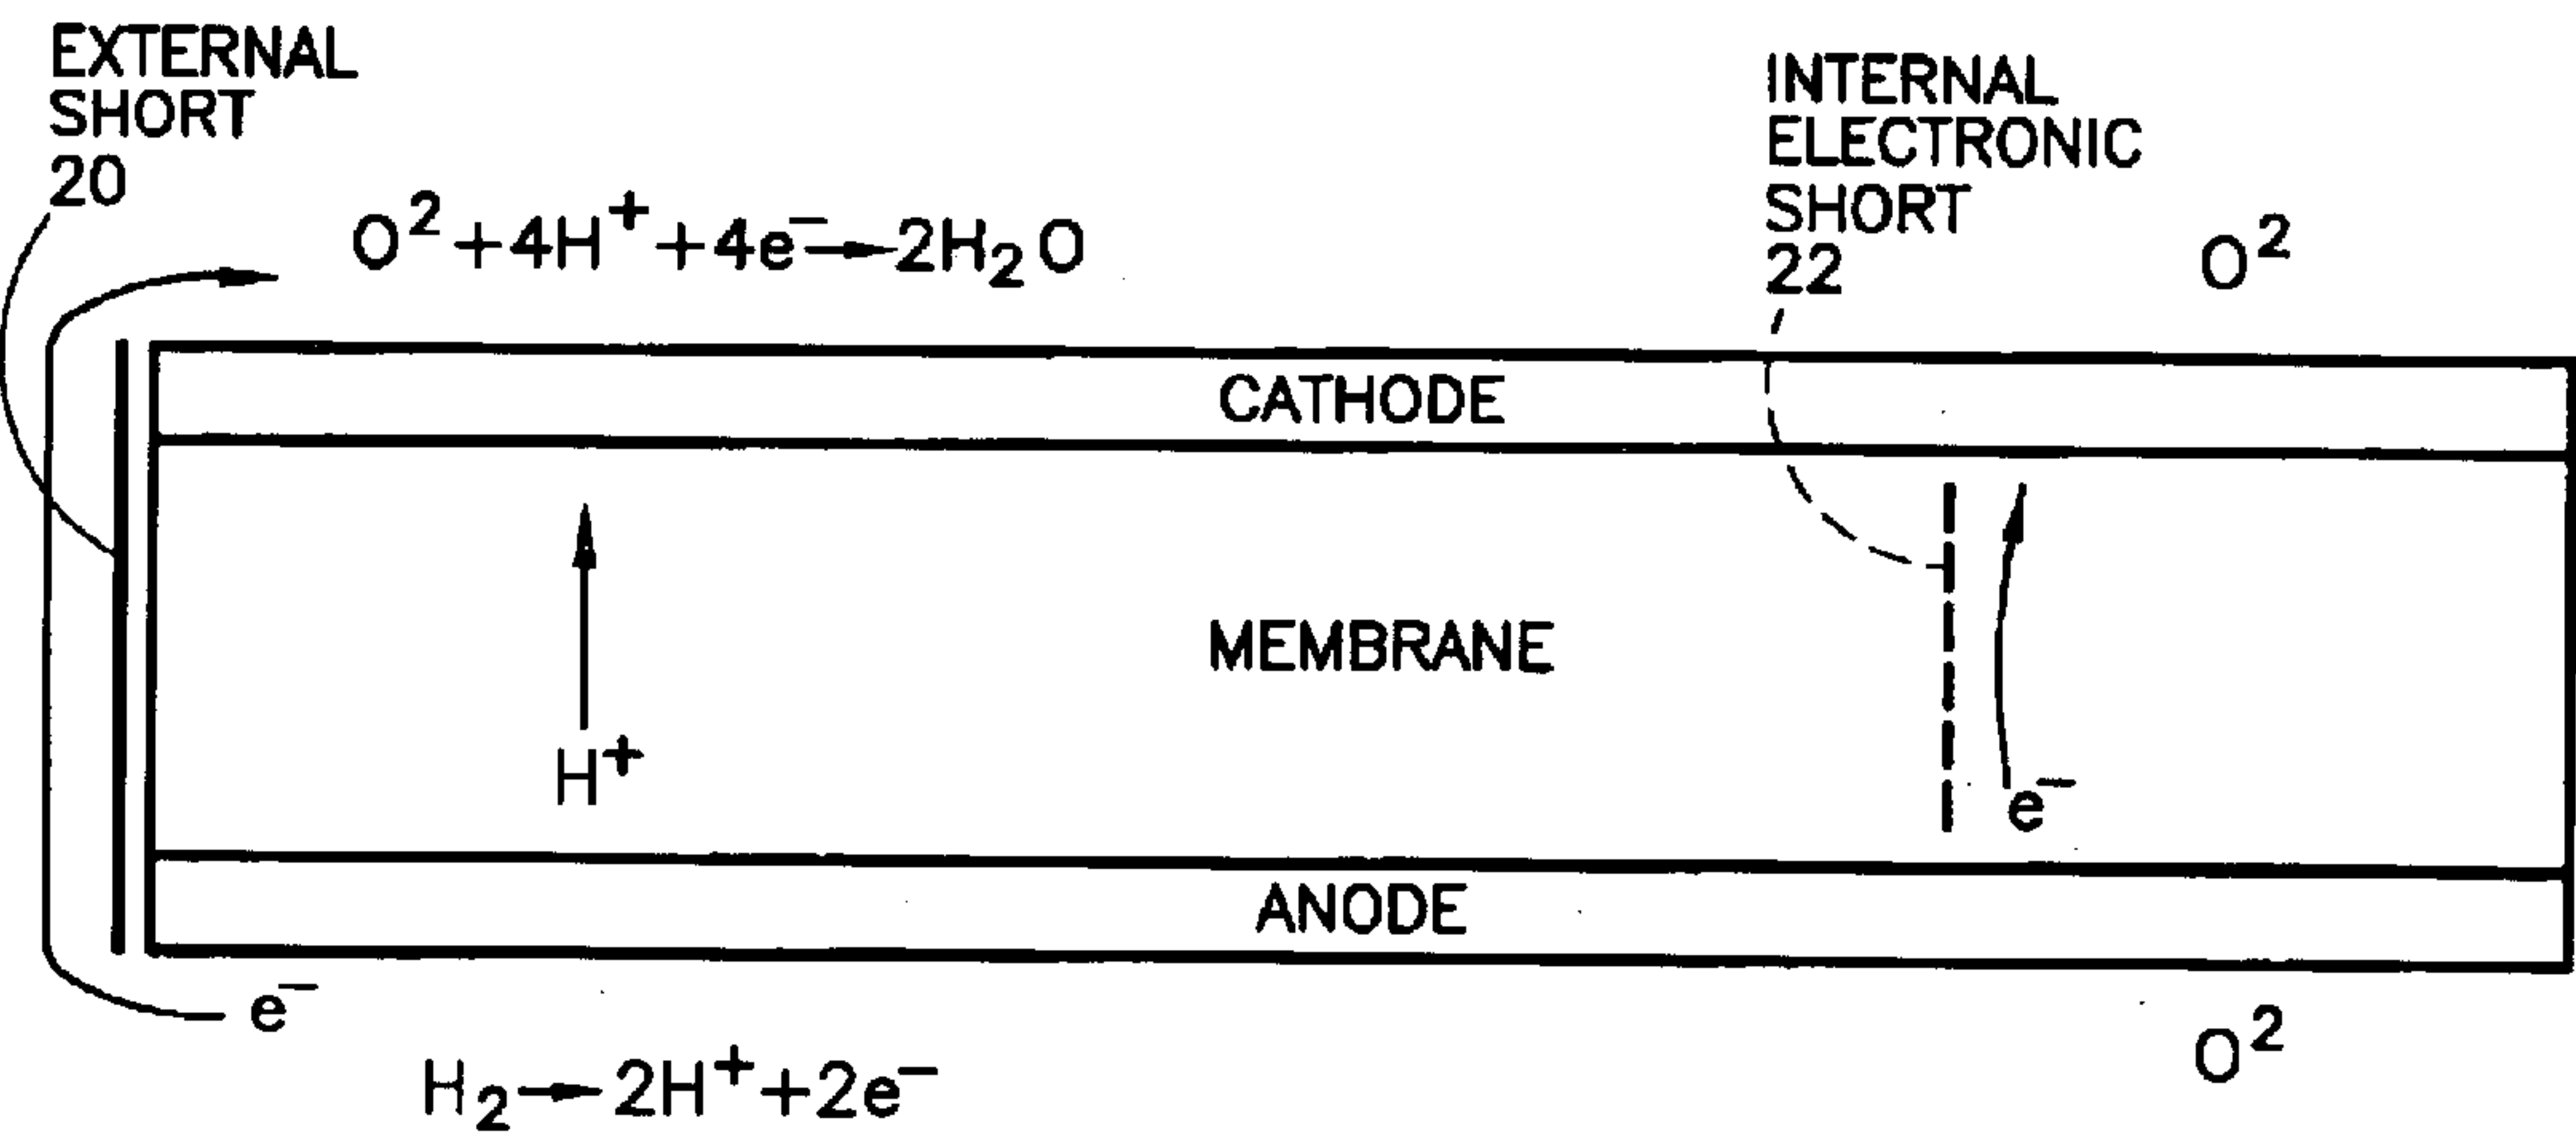 EXTERNAL
SHORT
20
O² + 4H⁺ + 4e⁻ → 2H₂O
INTERNAL
ELECTRONIC
SHORT
22
O²
CATHODE
MEMBRANE
H⁺
e⁻
ANODE
e⁻
H₂ → 2H⁺ + 2e⁻
O²